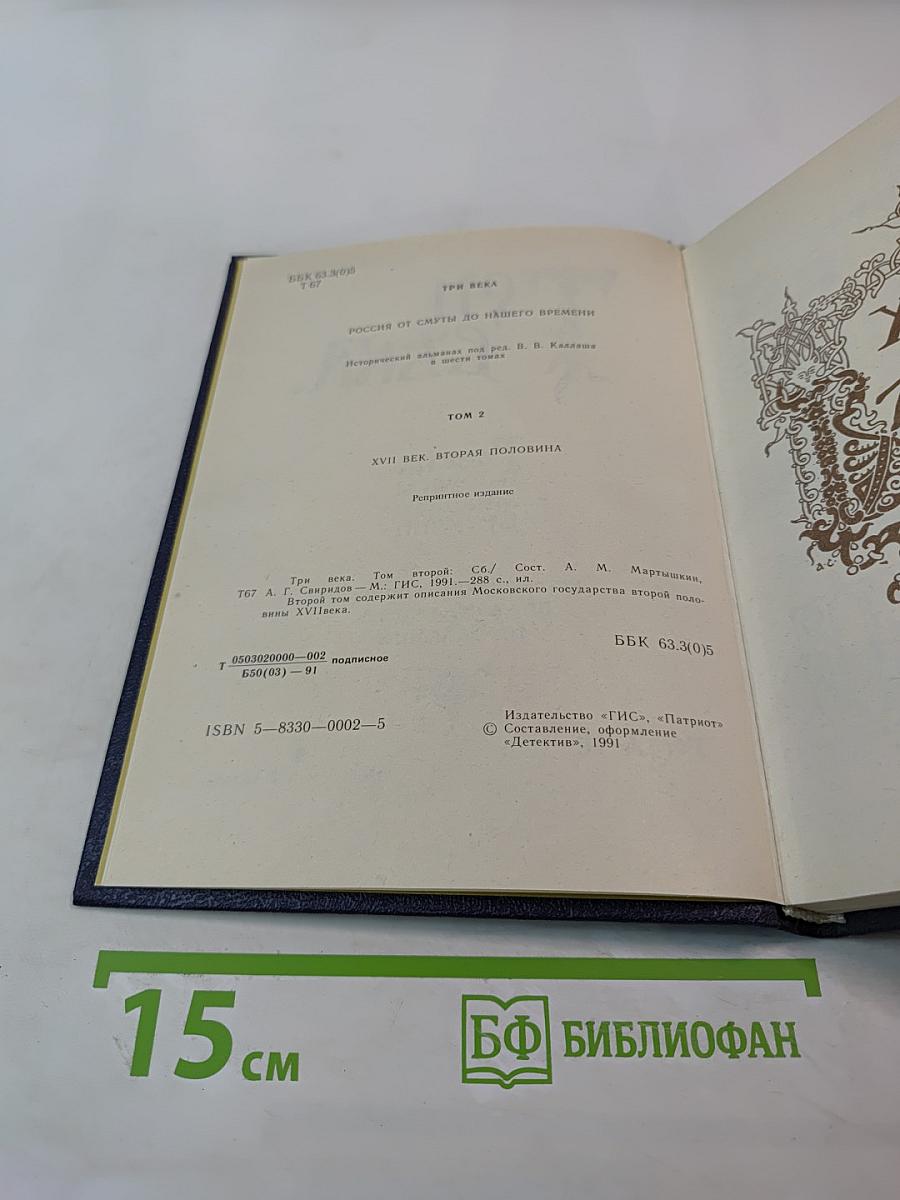 ББК 63.3(0)5
Т 67
ТРИ ВЕКА
РОССИЯ ОТ СМУТЫ ДО НАШЕГО ВРЕМЕНИ
Исторический альманах под ред. В. В. Каллаша
в шести томах
ТОМ 2
XVII ВЕК. ВТОРАЯ ПОЛОВИНА
Репринтное издание
Три века. Том второй: Сб./ Сост. А. М. Мартышкин,
Т67 А. Г. Свиридов — М.: ГИС, 1991.—288 с., ил.
Второй том содержит описания Московского государства второй поло-
вины XVIIвека.
ББК 63.3(0)5
Т 0503020000—002 подписное
Б50(03) — 91
ISBN 5—8330—0002—5
Издательство «ГИС», «Патриот»
© Составление, оформление
«Детектив», 1991
15 см
БФ БИБЛИОФАН